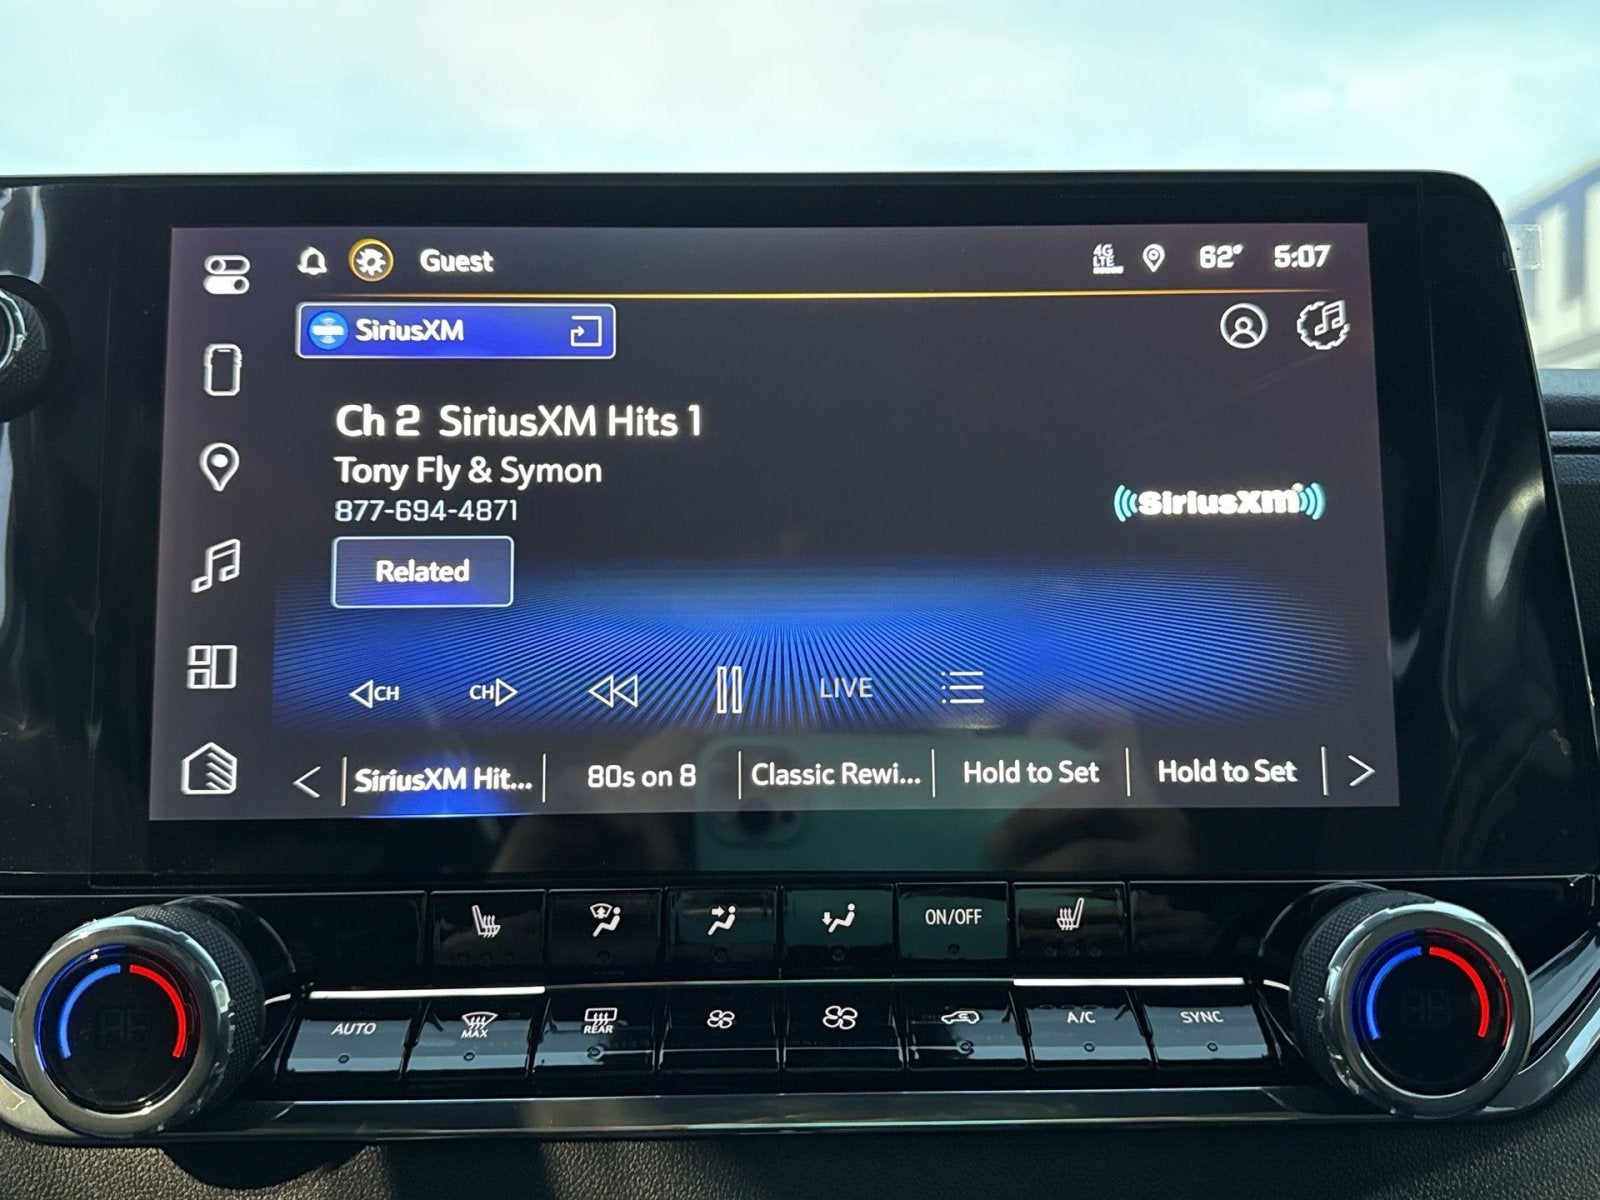 Guest
4G
LTE
62° 5:07
SiriusXM
Ch 2 SiriusXM Hits 1
Tony Fly & Symon
877-694-4871
SiriusXM
Related
CH
CH
LIVE
SiriusXM Hit...
80s on 8
Classic Rewi...
Hold to Set
Hold to Set
ON/OFF
AUTO
MAX
REAR
A/C
SYNC